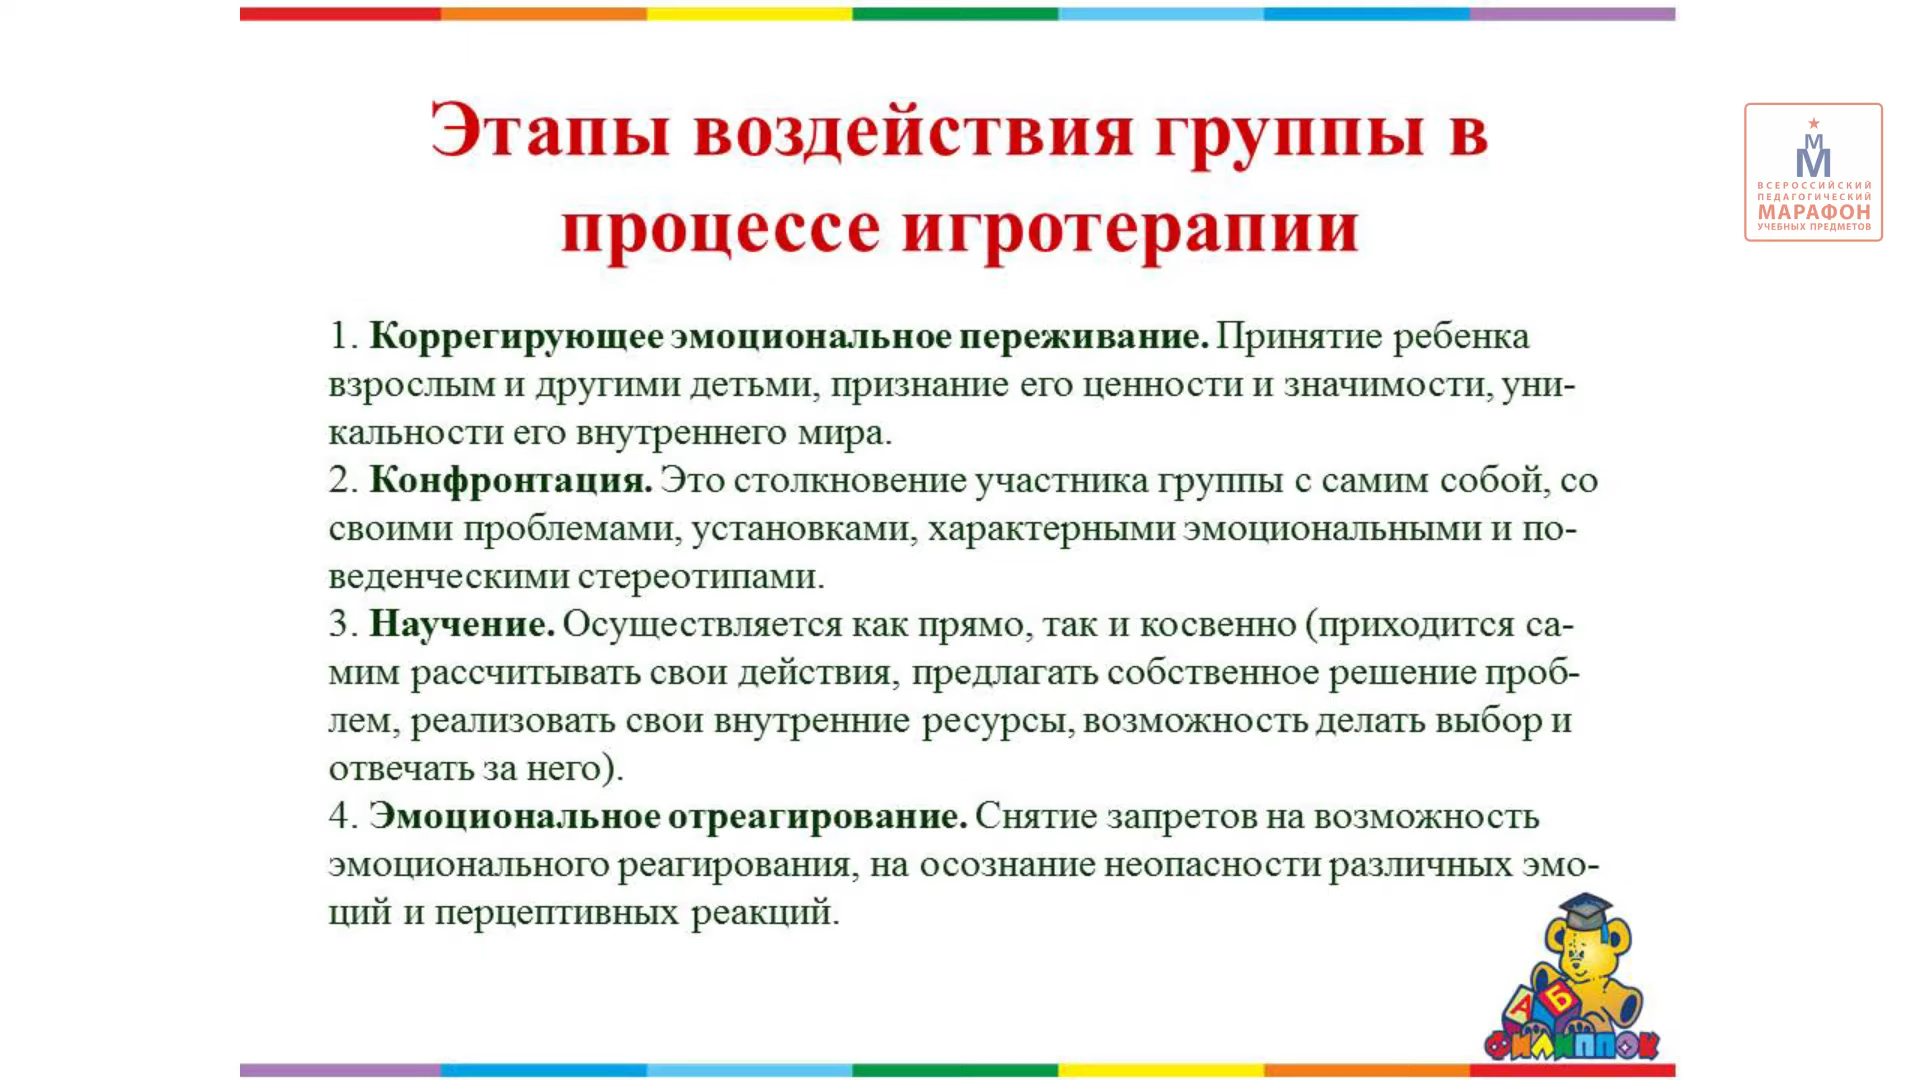 Этапы воздействия группы в
процессе игротерапии
М
М
ВСЕРОССИЙСКИЙ
ПЕДАГОГИЧЕСКИЙ
МАРАФОН
УЧЕБНЫХ ПРЕДМЕТОВ
1. Коррегирующее эмоциональное переживание. Принятие ребенка
взрослым и другими детьми, признание его ценности и значимости, уни-
кальности его внутреннего мира.
2. Конфронтация. Это столкновение участника группы с самим собой, со
своими проблемами, установками, характерными эмоциональными и по-
веденческими стереотипами.
3. Научение. Осуществляется как прямо, так и косвенно (приходится са-
мим рассчитывать свои действия, предлагать собственное решение проб-
лем, реализовать свои внутренние ресурсы, возможность делать выбор и
отвечать за него).
4. Эмоциональное отреагирование. Снятие запретов на возможность
эмоционального реагирования, на осознание неопасности различных эмо-
ций и перцептивных реакций.
А Б
ФИЛИППОК